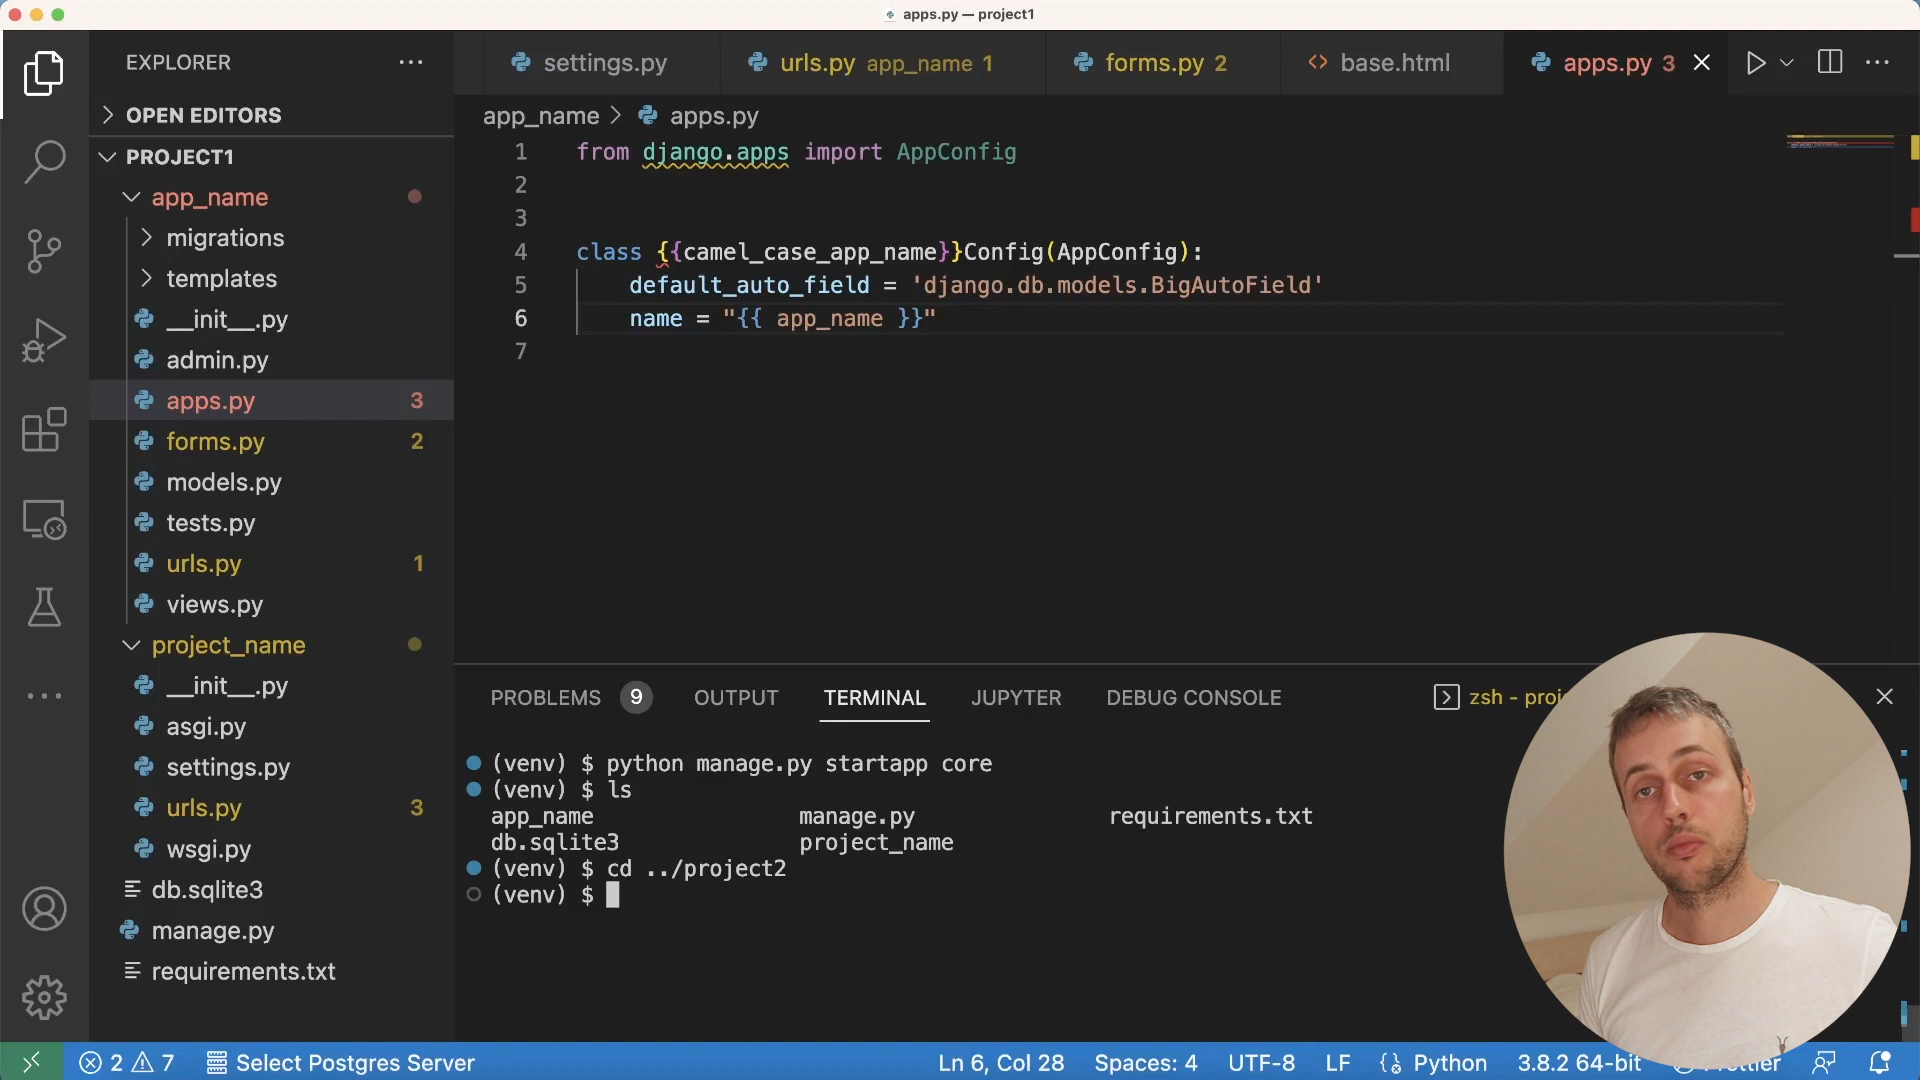 apps.py — project1
EXPLORER
settings.py
urls.py app_name 1
forms.py 2
base.html
apps.py 3
OPEN EDITORS
PROJECT1
app_name
migrations
templates
__init__.py
admin.py
apps.py 3
forms.py 2
models.py
tests.py
urls.py 1
views.py
project_name
__init__.py
asgi.py
settings.py
urls.py 3
wsgi.py
db.sqlite3
manage.py
requirements.txt
app_name > apps.py
1 from django.apps import AppConfig
2
3
4 class {{camel_case_app_name}}Config(AppConfig):
5 default_auto_field = 'django.db.models.BigAutoField'
6 name = "{{ app_name }}"
7
PROBLEMS 9 OUTPUT TERMINAL JUPYTER DEBUG CONSOLE
zsh -
(venv) $ python manage.py startapp core
(venv) $ ls
app_name manage.py requirements.txt
db.sqlite3 project_name
(venv) $ cd ../project2
(venv) $
2 7 Select Postgres Server Ln 6, Col 28 Spaces: 4 UTF-8 LF Python 3.8.2 64-bit